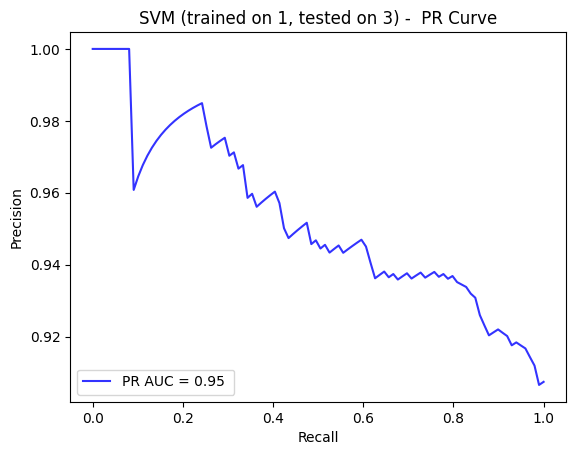 SVM (trained on 1, tested on 3) -  PR Curve
1.00
0.98
0.96
0.94
0.92
Precision
PR AUC = 0.95
0.0 0.2 0.4 0.6 0.8 1.0
Recall